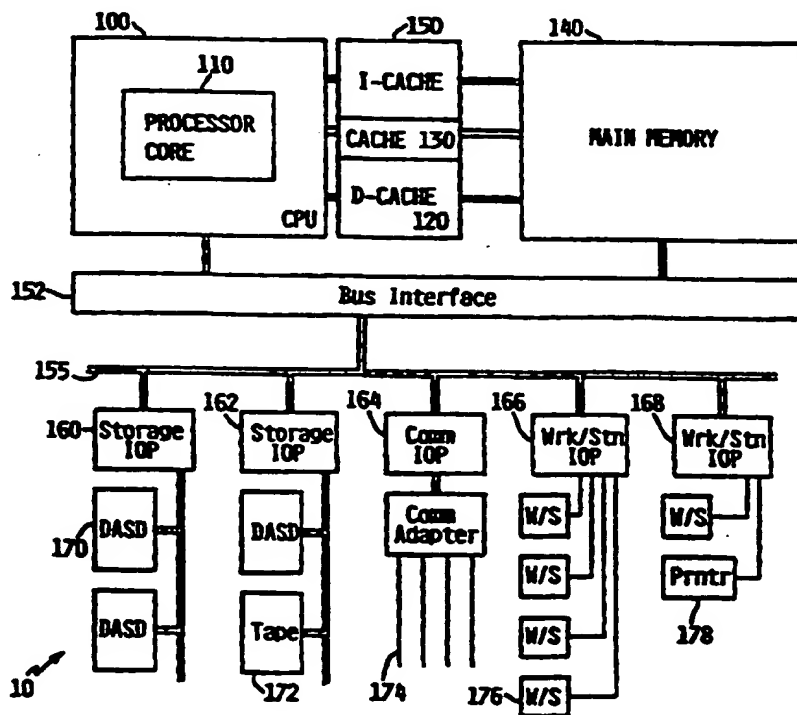 100
150
140
110
I-CACHE
PROCESSOR
CORE
CACHE 130
MAIN MEMORY
D-CACHE
120
CPU
152
Bus Interface
155
160
162
164
166
168
Storage
IOP
Storage
IOP
Comm
IOP
Wrk/Stn
IOP
Wrk/Stn
IOP
170
DASD
DASD
Comm
Adapter
W/S
W/S
W/S
Prntr
178
DASD
Tape
W/S
10
172
174
176
W/S